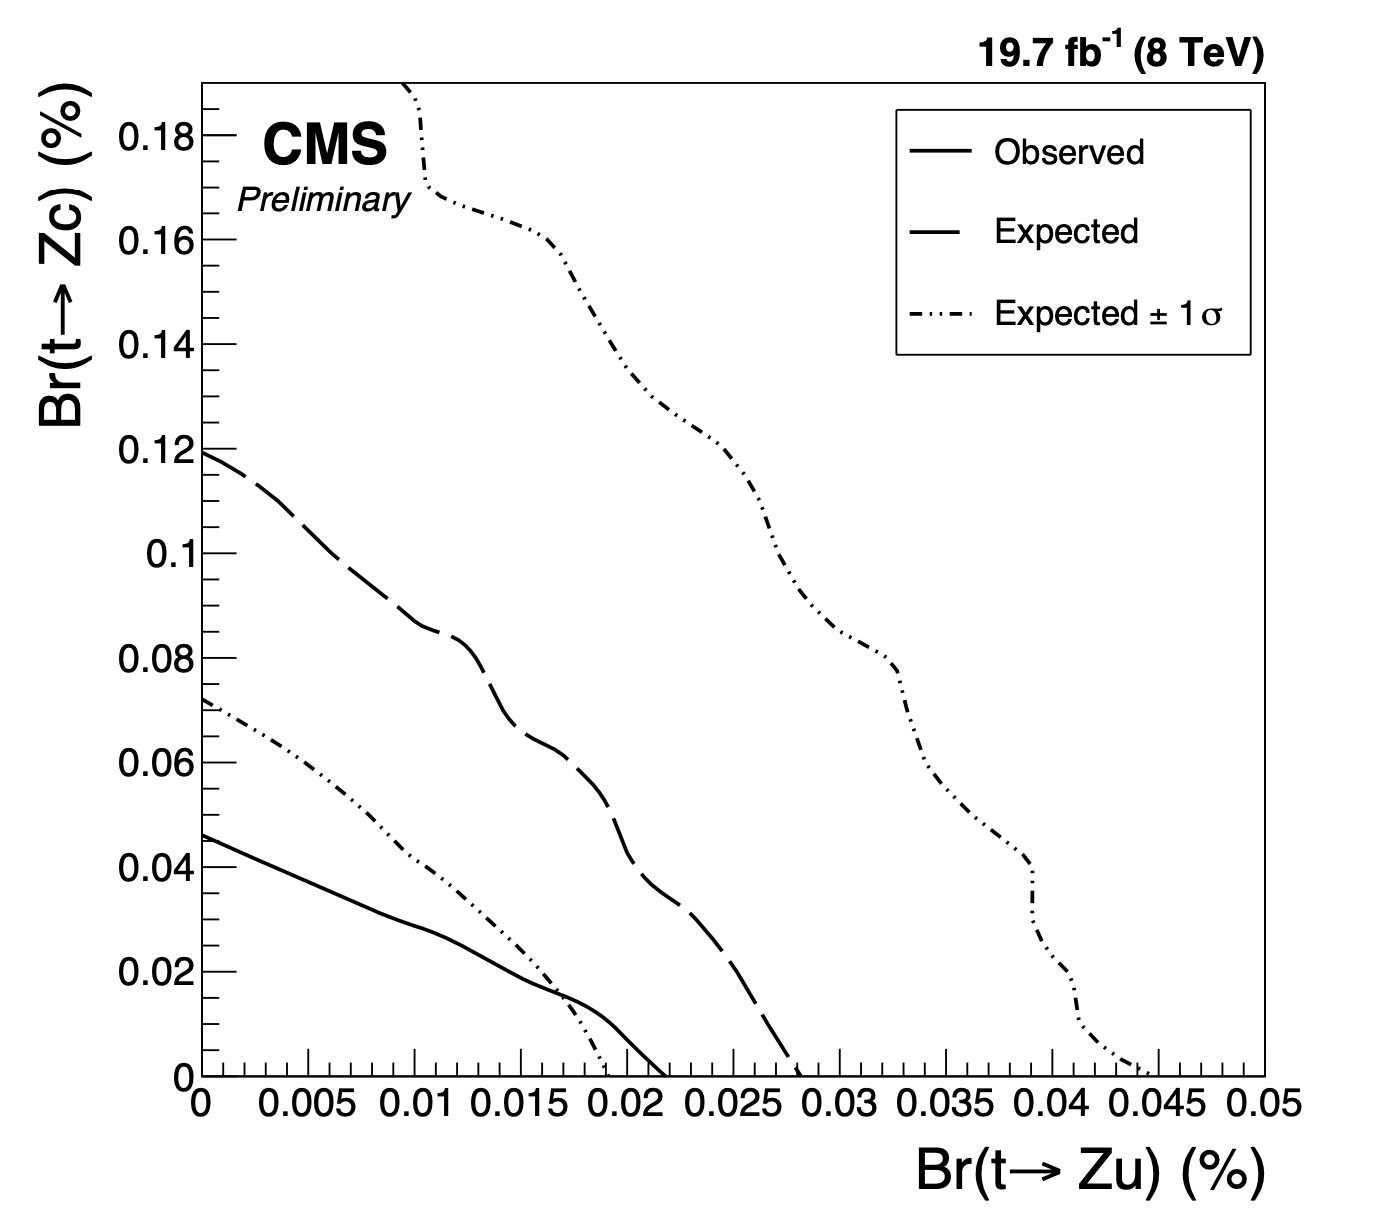 19.7 fb⁻¹ (8 TeV)
Br(t→ Zc) (%)
CMS
Preliminary
Observed
Expected
Expected ± 1 σ
0.18
0.16
0.14
0.12
0.1
0.08
0.06
0.04
0.02
0
0 0.005 0.01 0.015 0.02 0.025 0.03 0.035 0.04 0.045 0.05
Br(t→ Zu) (%)